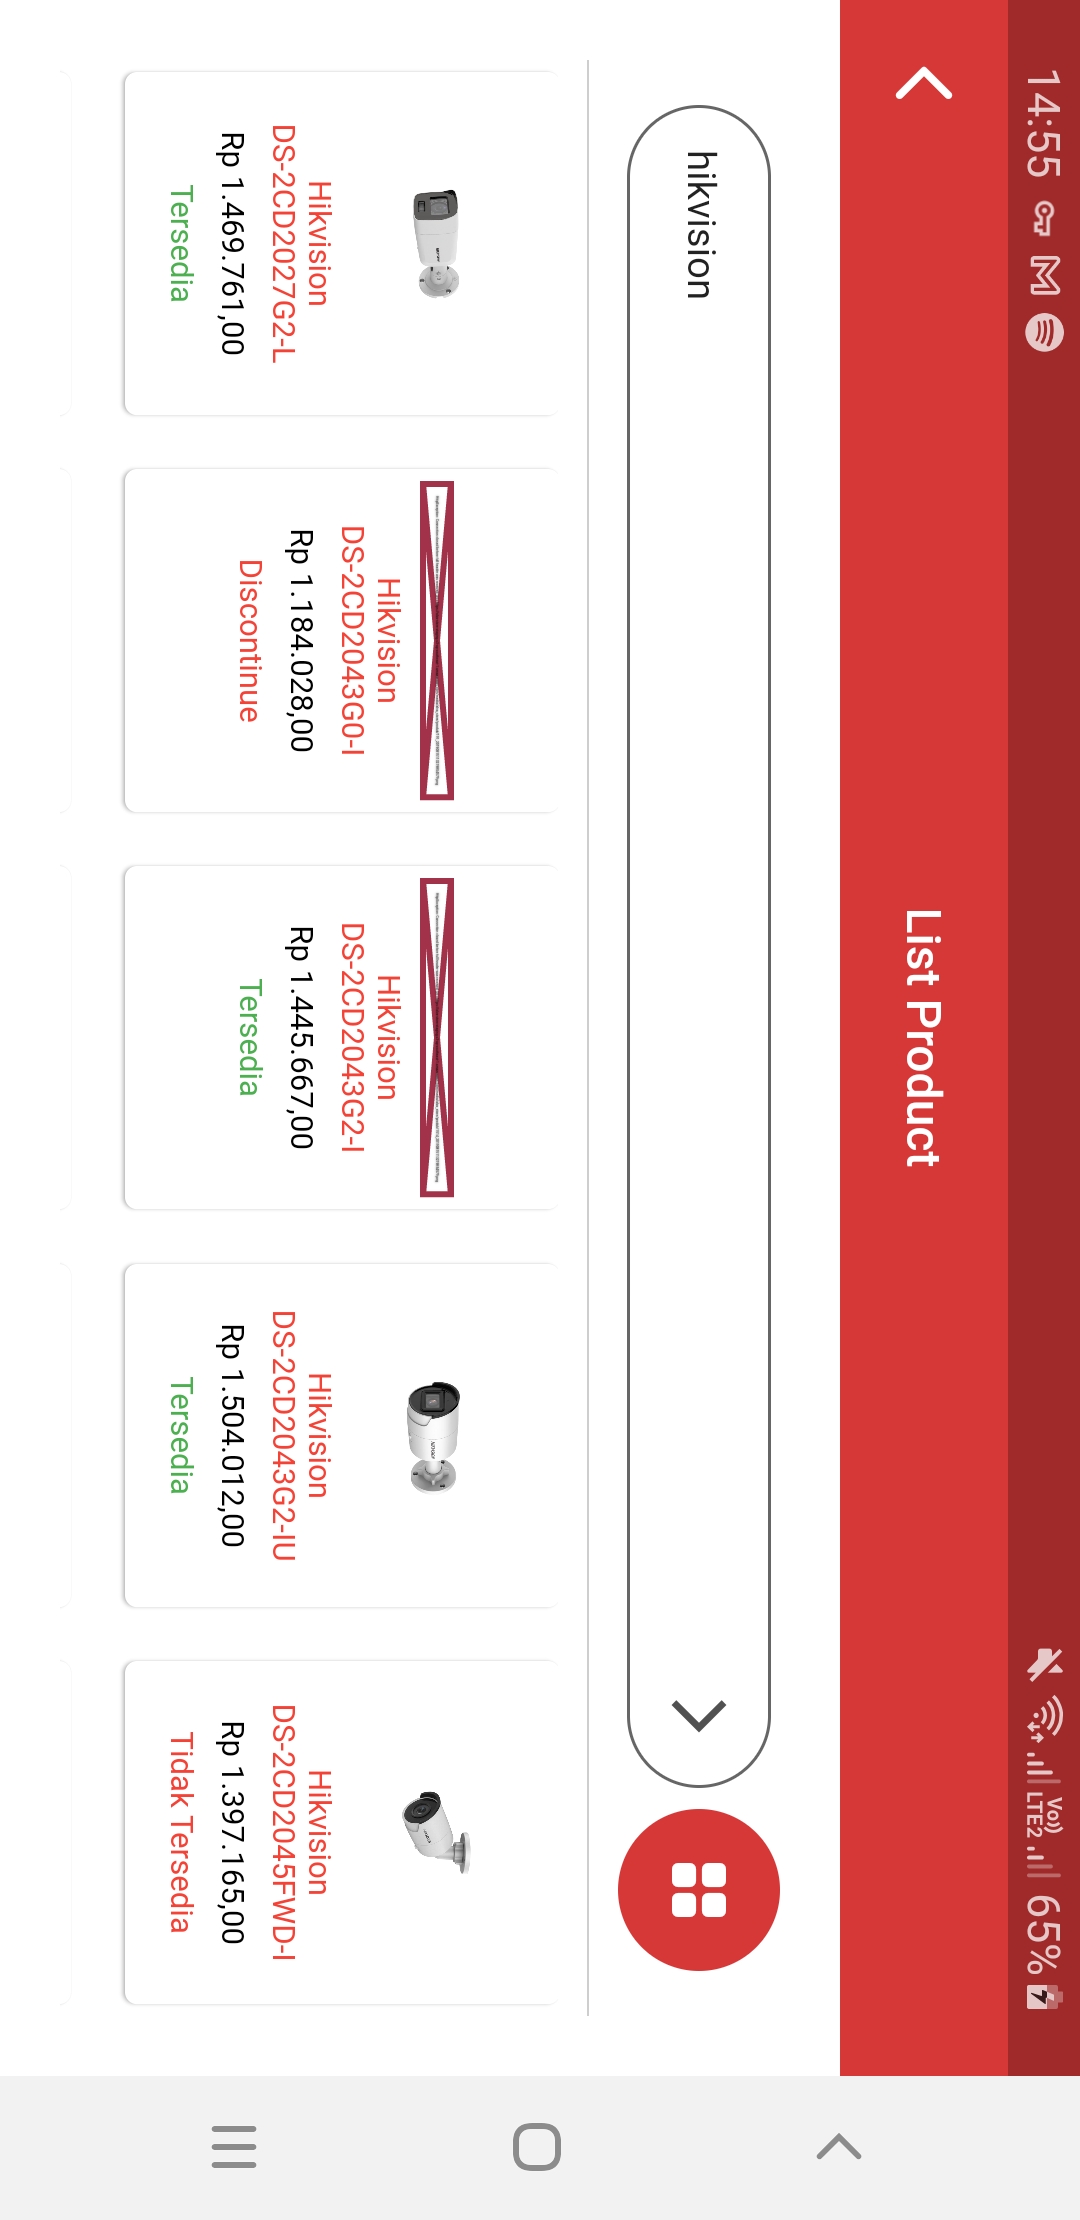 14:55
Vo)) LTE2 65%
List Product
hikvision
Hikvision
DS-2CD2027G2-L
Rp 1.469.761,00
Tersedia
Hikvision
DS-2CD2043G0-I
Rp 1.184.028,00
Discontinue
Hikvision
DS-2CD2043G2-I
Rp 1.445.667,00
Tersedia
Hikvision
DS-2CD2043G2-IU
Rp 1.504.012,00
Tersedia
Hikvision
DS-2CD2045FWD-I
Rp 1.397.165,00
Tidak Tersedia